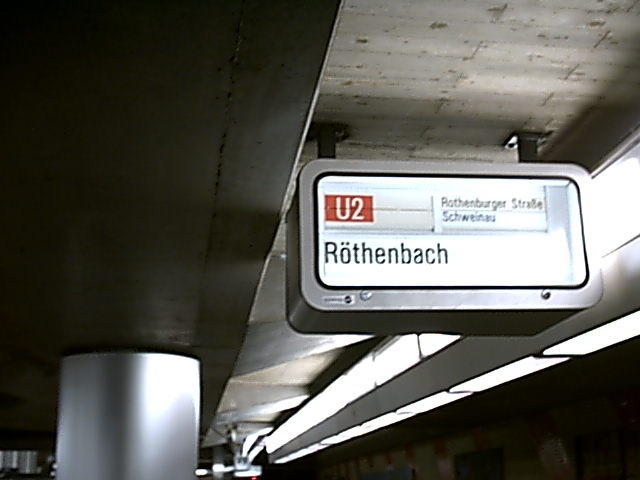 U2
Rothenburger Straße
Schweinau
Röthenbach